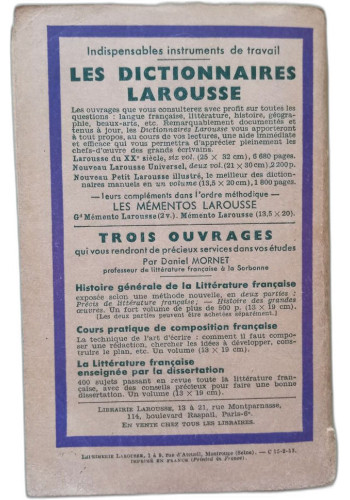 Indispensables instruments de travail
LES DICTIONNAIRES
LAROUSSE
Les ouvrages que vous consulterez avec profit sur toutes les
questions : langue française, littérature, histoire, géogra-
phie, beaux-arts, etc. Remarquablement documentés et
tenus à jour, les Dictionnaires Larousse vous apporteront
à tout propos, au cours de vos lectures, une aide immédiate
et efficace qui vous permettra d'apprécier pleinement les
chefs-d'œuvre des grands écrains.
Larousse du XXe siècle, six vol. (25 × 32 cm), 6 680 pages.
Nouveau Larousse Universel, deux vol. (21 × 30 cm), 2 200 p.
Nouveau Petit Larousse illustré, le meilleur des diction-
naires manuels en un volume (13,5 × 20 cm), 1 800 pages.
—leurs compléments dans l'ordre méthodique—
LES MÉMENTOS LAROUSSE
Gd Mémento Larousse (2 v.). Mémento Larousse (13,5 × 20).
TROIS OUVRAGES
qui vous rendront de précieux services dans vos études
Par Daniel MORNET
professeur de littérature française à la Sorbonne
Histoire générale de la Littérature française
exposée selon une méthode nouvelle, en deux parties :
Précis de littérature française, — Histoire des grandes
œuvres. Un fort volume de plus de 500 p. (13 × 19 cm).
(Les deux parties peuvent être achetées séparément.)
Cours pratique de composition française
La technique de l'art d'écrire : comment il faut compo-
ser une rédaction, chercher les idées à développer, cons-
truire le plan, etc. Un volume (13 × 19 cm).
La Littérature française
enseignée par la dissertation
400 sujets passant en revue toute la littérature fran-
çaise, avec des conseils précieux pour faire une bonne
dissertation. Un volume (13 × 19 cm).
LIBRAIRIE LAROUSSE, 13 à 21, rue Montparnasse,
114, boulevard Raspail, Paris-6e.
EN VENTE CHEZ TOUS LES LIBRAIRES.
IMPRIMERIE LAROUSSE, 1 à 9, rue d'Arcueil, Montrouge (Seine).
IMPRIMÉ EN FRANCE (Printed in France).